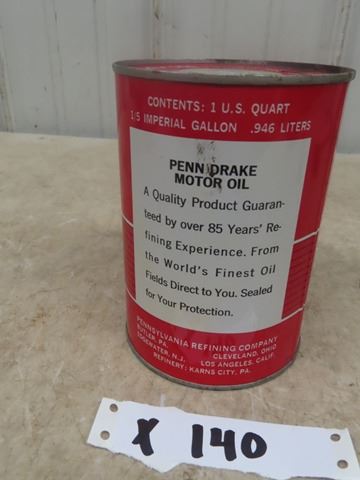 CONTENTS: 1 U.S. QUART
1/5 IMPERIAL GALLON .946 LITERS
PENN DRAKE
MOTOR OIL
A Quality Product Guaran-
teed by over 85 Years' Re-
fining Experience. From
the World's Finest Oil
Fields Direct to You. Sealed
for Your Protection.
PENNSYLVANIA REFINING COMPANY
BUTLER, PA. CLEVELAND, OHIO
EDGEWATER, N.J. LOS ANGELES, CALIF.
REFINERY: KARNS CITY, PA.
X 140